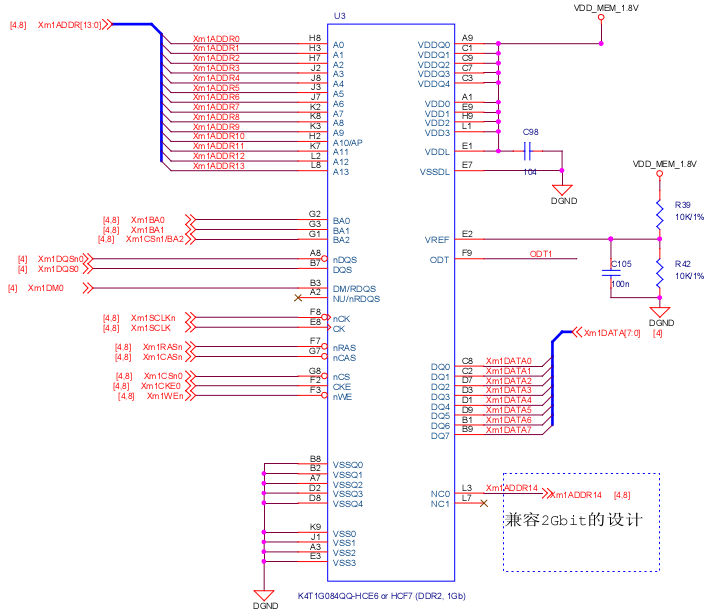 VDD_MEM_1.8V
U3
[4,8] Xm1ADDR[13:0]
Xm1ADDR0 H8 A0
Xm1ADDR1 H3 A1
Xm1ADDR2 H7 A2
Xm1ADDR3 J2 A3
Xm1ADDR4 J8 A4
Xm1ADDR5 J3 A5
Xm1ADDR6 J7 A6
Xm1ADDR7 K2 A7
Xm1ADDR8 K8 A8
Xm1ADDR9 K3 A9
Xm1ADDR10 H2 A10/AP
Xm1ADDR11 K7 A11
Xm1ADDR12 L2 A12
Xm1ADDR13 L8 A13
VDDQ0 A9
VDDQ1 C1
VDDQ2 C9
VDDQ3 C7
VDDQ4 C3
VDD0 A1
VDD1 E9
VDD2 H9
VDD3 L1
VDDL E1
VSSDL E7
C98
104
DGND
[4,8] Xm1BA0 G2 BA0
[4,8] Xm1BA1 G3 BA1
[4,8] Xm1CSn1/BA2 G1 BA2
[4] Xm1DQSn0 A8 nDQS
[4] Xm1DQS0 B7 DQS
[4] Xm1DM0 B3 DM/RDQS
A2 NU/nRDQS
[4,8] Xm1SCLKn F8 nCK
[4,8] Xm1SCLK E8 CK
[4,8] Xm1RASn F7 nRAS
[4,8] Xm1CASn G7 nCAS
[4,8] Xm1CSn0 G8 nCS
[4,8] Xm1CKE0 F2 CKE
[4,8] Xm1WEn F3 nWE
VDD_MEM_1.8V
R39
10K/1%
VREF E2
ODT F9 ODT1
C105
100n
R42
10K/1%
DGND
Xm1DATA[7:0] [4]
DQ0 C8 Xm1DATA0
DQ1 C2 Xm1DATA1
DQ2 D7 Xm1DATA2
DQ3 D3 Xm1DATA3
DQ4 D1 Xm1DATA4
DQ5 D9 Xm1DATA5
DQ6 B1 Xm1DATA6
DQ7 B9 Xm1DATA7
B8 VSSQ0
B2 VSSQ1
A7 VSSQ2
D2 VSSQ3
D8 VSSQ4
K9 VSS0
J1 VSS1
A3 VSS2
E3 VSS3
DGND
NC0 L3 Xm1ADDR14 Xm1ADDR14 [4,8]
NC1 L7
兼容2Gbit的设计
K4T1G084QQ-HCE6 or HCF7 (DDR2, 1Gb)